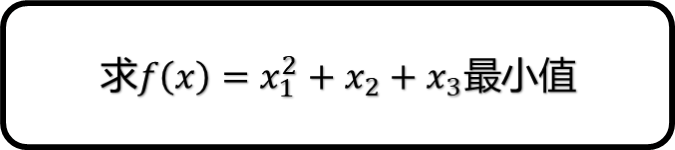 求f(x) = x₁² + x₂ + x₃最小值